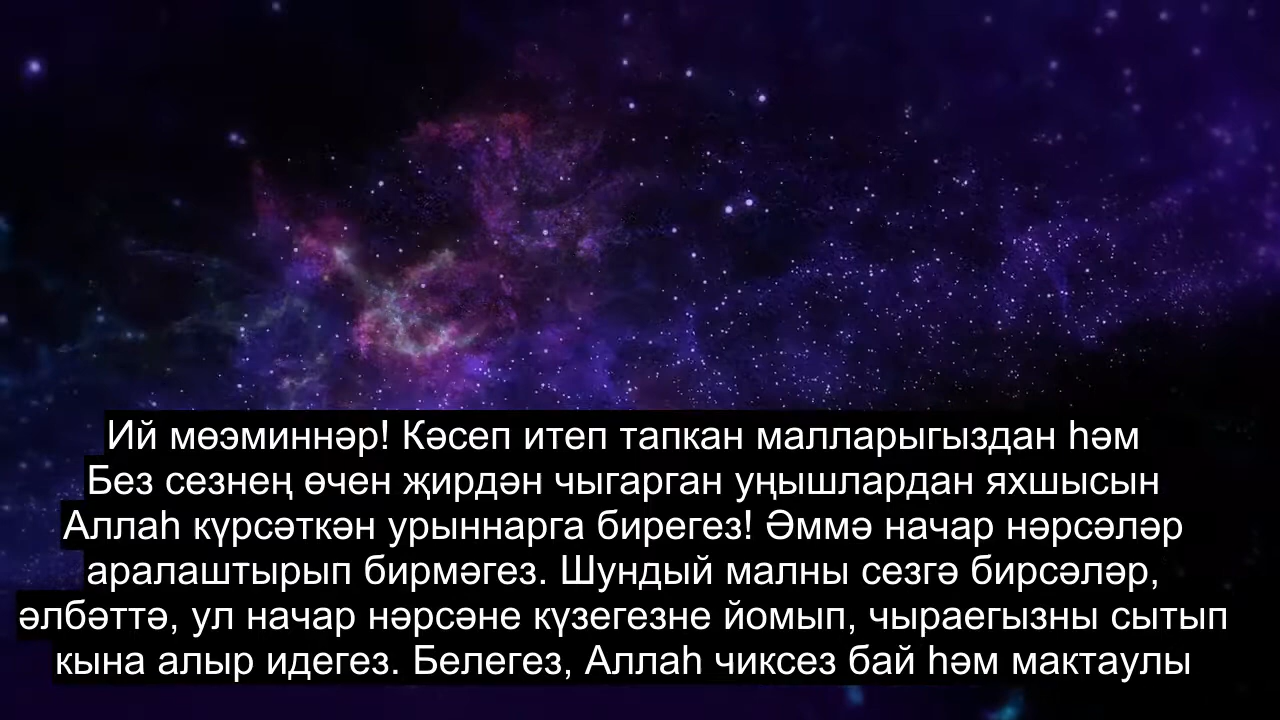 Ий мөэминнәр! Кәсеп итеп тапкан малларыгыздан һәм
Без сезнең өчен җирдән чыгарган уңышлардан яхшысын
Аллаһ күрсәткән урыннарга бирегез! Әммә начар нәрсәләр
аралаштырып бирмәгез. Шундый малны сезгә бирсәләр,
әлбәттә, ул начар нәрсәне күзегезне йомып, чыраегызны сытып
кына алыр идегез. Белегез, Аллаһ чиксез бай һәм мактаулы